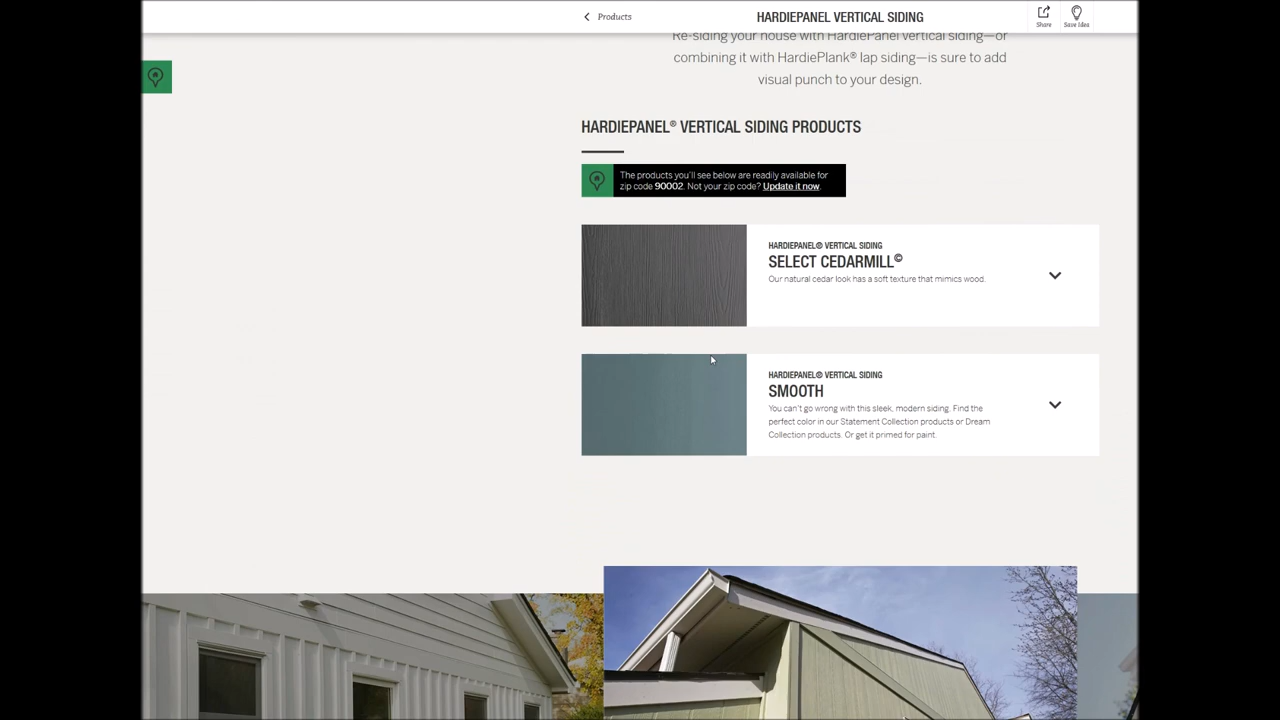 Products
HARDIEPANEL VERTICAL SIDING
Share
Save Idea
Re-siding your house with HardiePanel vertical siding—or
combining it with HardiePlank® lap siding—is sure to add
visual punch to your design.
HARDIEPANEL® VERTICAL SIDING PRODUCTS
The products you'll see below are readily available for
zip code 90002. Not your zip code? Update it now.
HARDIEPANEL® VERTICAL SIDING
SELECT CEDARMILL©
Our natural cedar look has a soft texture that mimics wood.
HARDIEPANEL® VERTICAL SIDING
SMOOTH
You can't go wrong with this sleek, modern siding. Find the
perfect color in our Statement Collection products or Dream
Collection products. Or get it primed for paint.